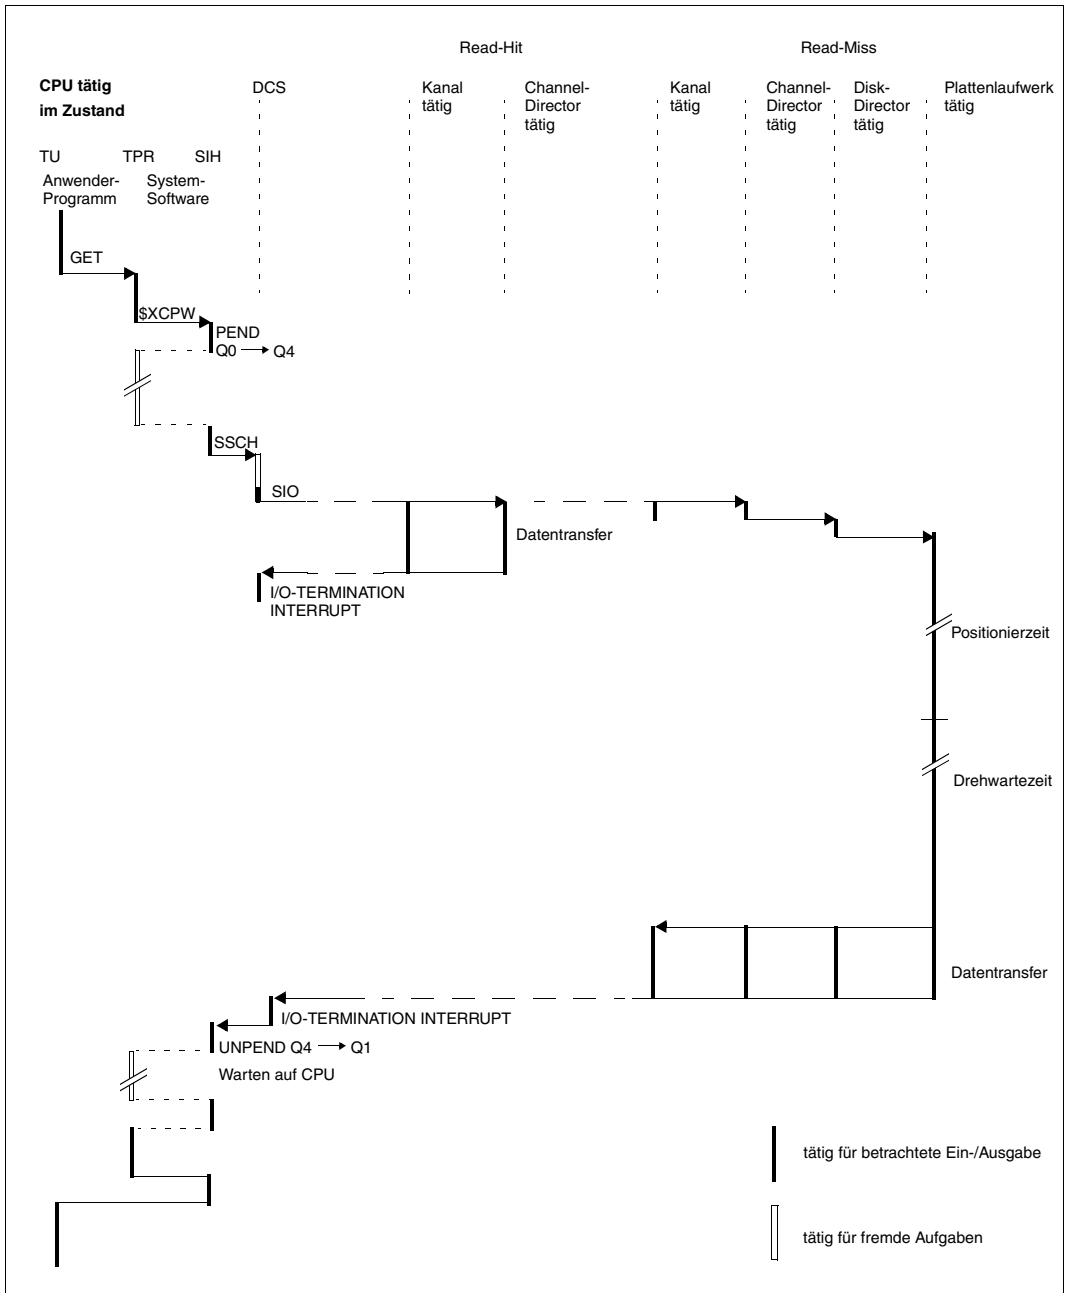 Read-Hit
Read-Miss
CPU tätig
im Zustand
DCS
Kanal
tätig
Channel-
Director
tätig
Kanal
tätig
Channel-
Director
tätig
Disk-
Director
tätig
Plattenlaufwerk
tätig
TU
TPR
SIH
Anwender-
Programm
System-
Software
GET
$XCPW
PEND
Q0 → Q4
SSCH
SIO
Datentransfer
I/O-TERMINATION
INTERRUPT
Positionierzeit
Drehwartezeit
Datentransfer
I/O-TERMINATION INTERRUPT
UNPEND Q4 → Q1
Warten auf CPU
tätig für betrachtete Ein-/Ausgabe
tätig für fremde Aufgaben